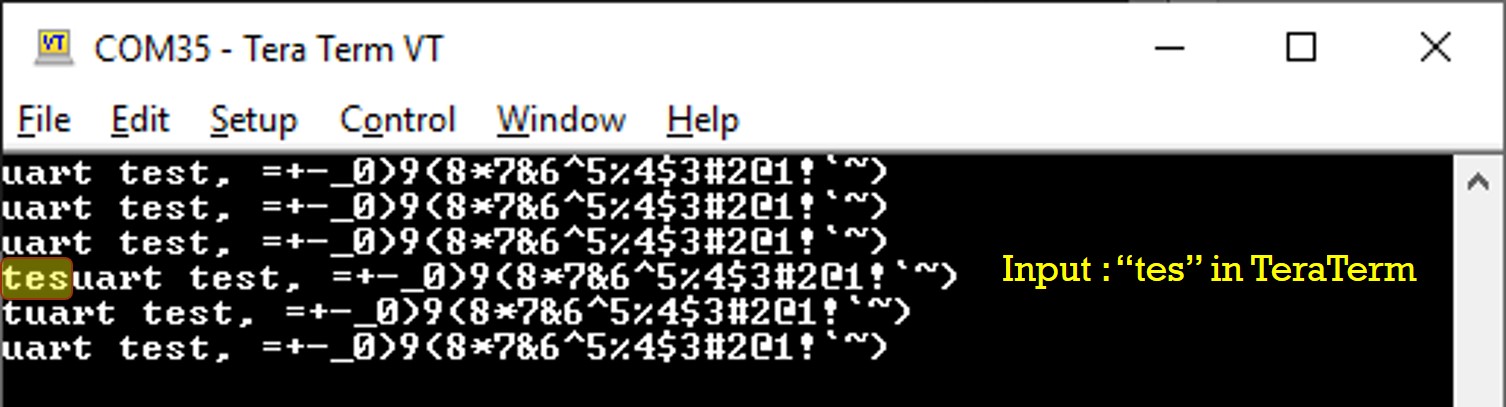 COM35 - Tera Term VT
File Edit Setup Control Window Help
uart test, =+-_0)9(8*7&6^5%4$3#2@1!`~)
uart test, =+-_0)9(8*7&6^5%4$3#2@1!`~)
uart test, =+-_0)9(8*7&6^5%4$3#2@1!`~)
tesuart test, =+-_0)9(8*7&6^5%4$3#2@1!`~)
Input : “tes” in TeraTerm
tuart test, =+-_0)9(8*7&6^5%4$3#2@1!`~)
uart test, =+-_0)9(8*7&6^5%4$3#2@1!`~)